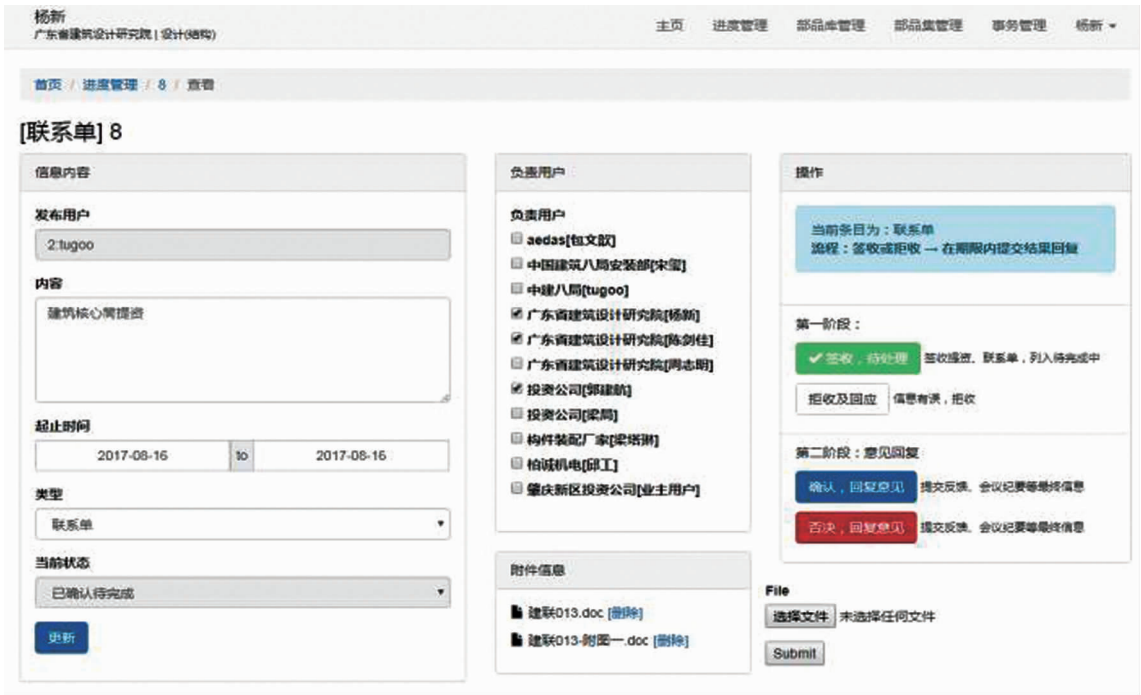 杨新
广东省建筑设计研究院 | 设计(结构)
主页 进度管理 部品库管理 部品集管理 事务管理 杨新
首页 / 进度管理 / 8 / 查看
[联系单] 8
信息内容
发布用户
2:tugoo
内容
建筑核心筒提资
起止时间
2017-08-16 to 2017-08-16
类型
联系单
当前状态
已确认待完成
更新
负责用户
负责用户
aedas[包文歆]
中国建筑八局安装部[宋玺]
中建八局[tugoo]
广东省建筑设计研究院[杨新]
广东省建筑设计研究院[陈剑佳]
广东省建筑设计研究院[周志明]
投资公司[郭建航]
投资公司[梁局]
构件装配厂家[梁塔琳]
柏诚机电[邱工]
肇庆新区投资公司[业主用户]
附件信息
建联013.doc [删除]
建联013-附图一.doc [删除]
操作
当前条目为：联系单
流程：签收或拒收 → 在期限内提交结果回复
第一阶段：
签收，待处理 签收提资、联系单，列入待完成中
拒收及回应 信息有误，拒收
第二阶段：意见回复
确认，回复意见 提交反馈、会议纪要等最终信息
否决，回复意见 提交反馈、会议纪要等最终信息
File
选择文件 未选择任何文件
Submit